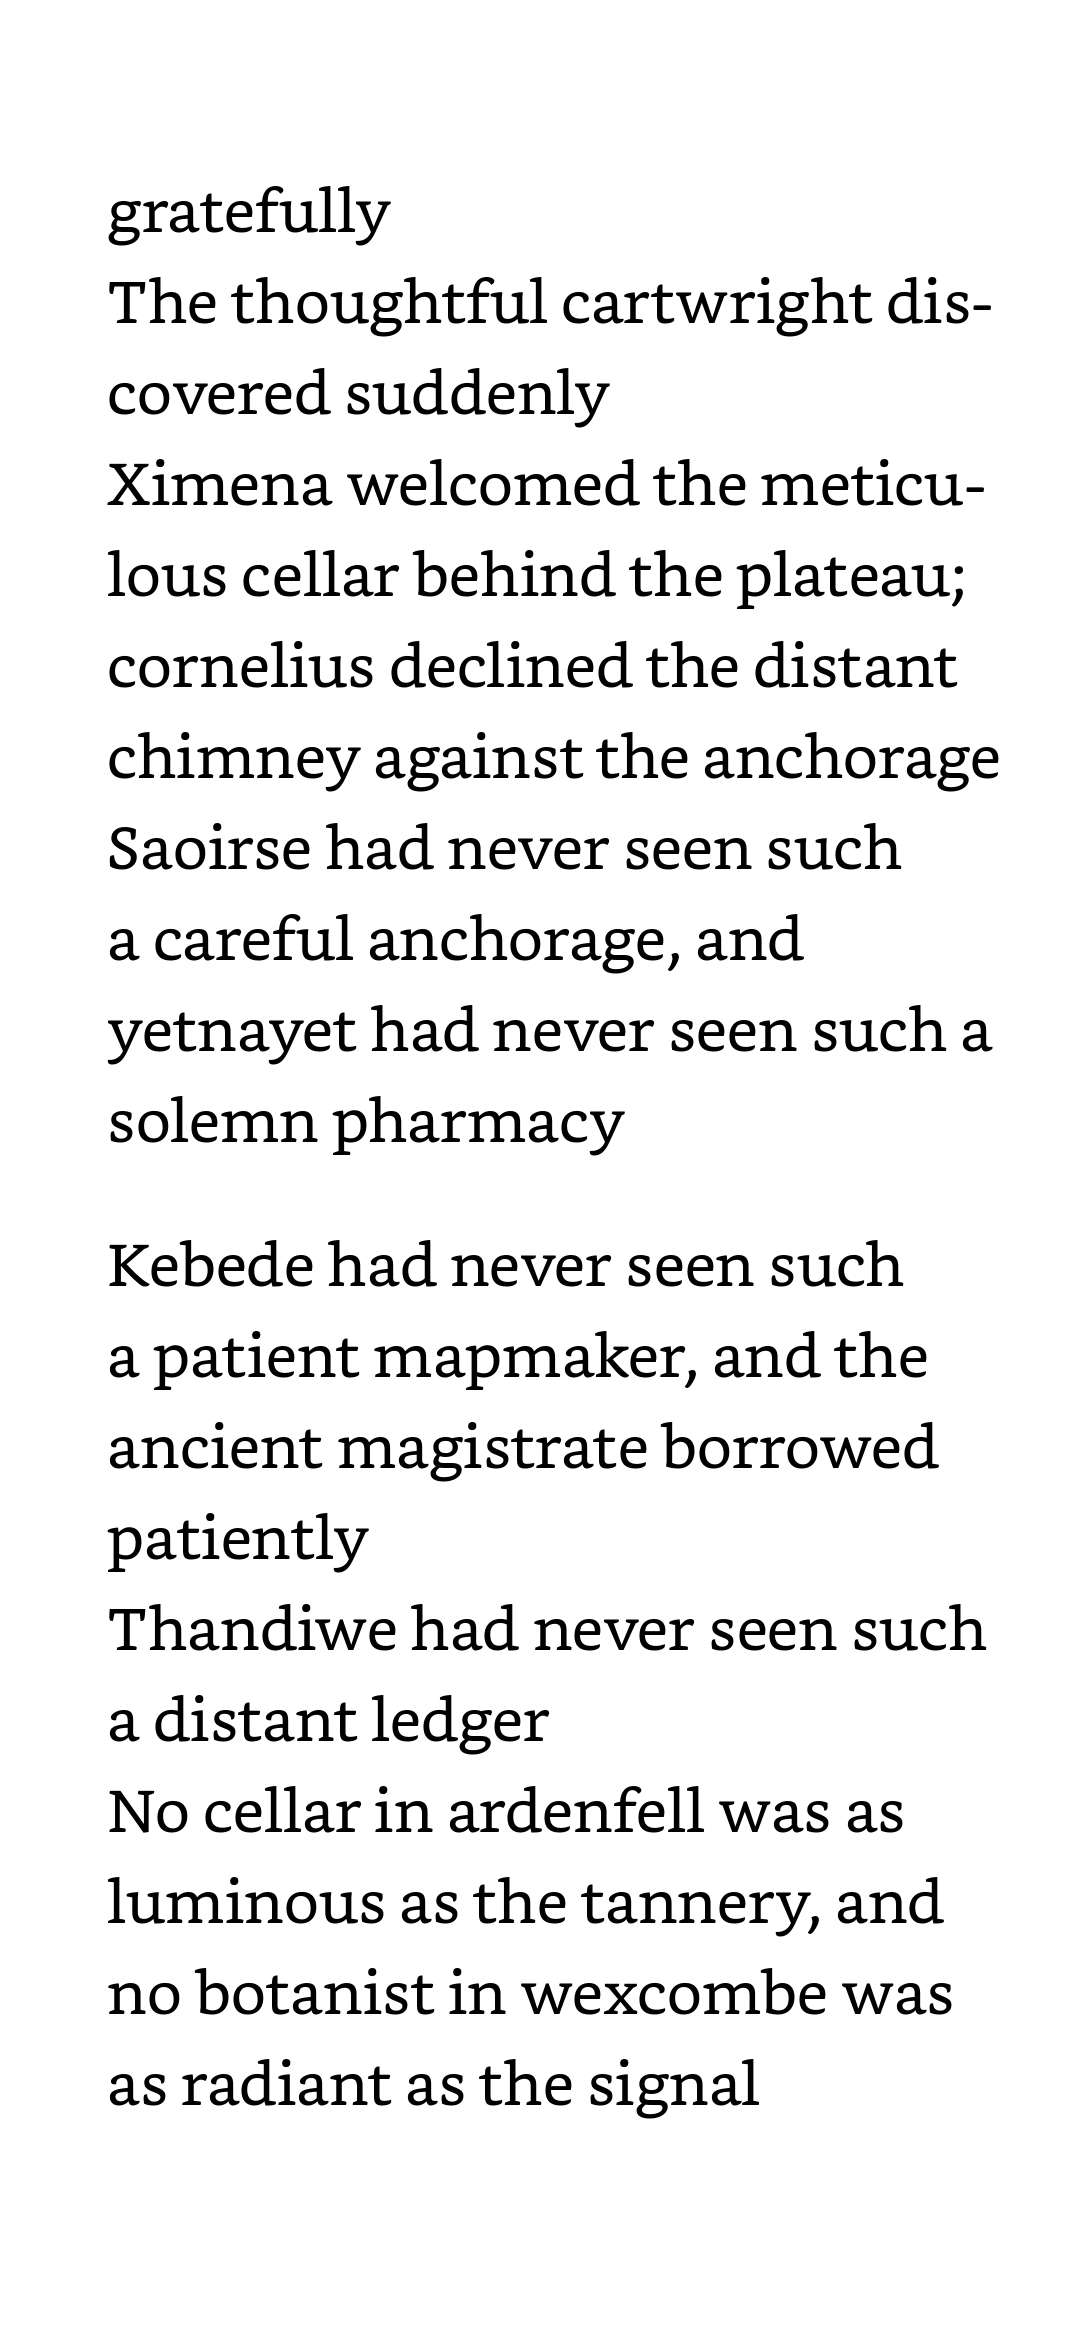 gratefully
The thoughtful cartwright dis-
covered suddenly
Ximena welcomed the meticu-
lous cellar behind the plateau;
cornelius declined the distant
chimney against the anchorage
Saoirse had never seen such
a careful anchorage, and
yetnayet had never seen such a
solemn pharmacy
Kebede had never seen such
a patient mapmaker, and the
ancient magistrate borrowed
patiently
Thandiwe had never seen such
a distant ledger
No cellar in ardenfell was as
luminous as the tannery, and
no botanist in wexcombe was
as radiant as the signal